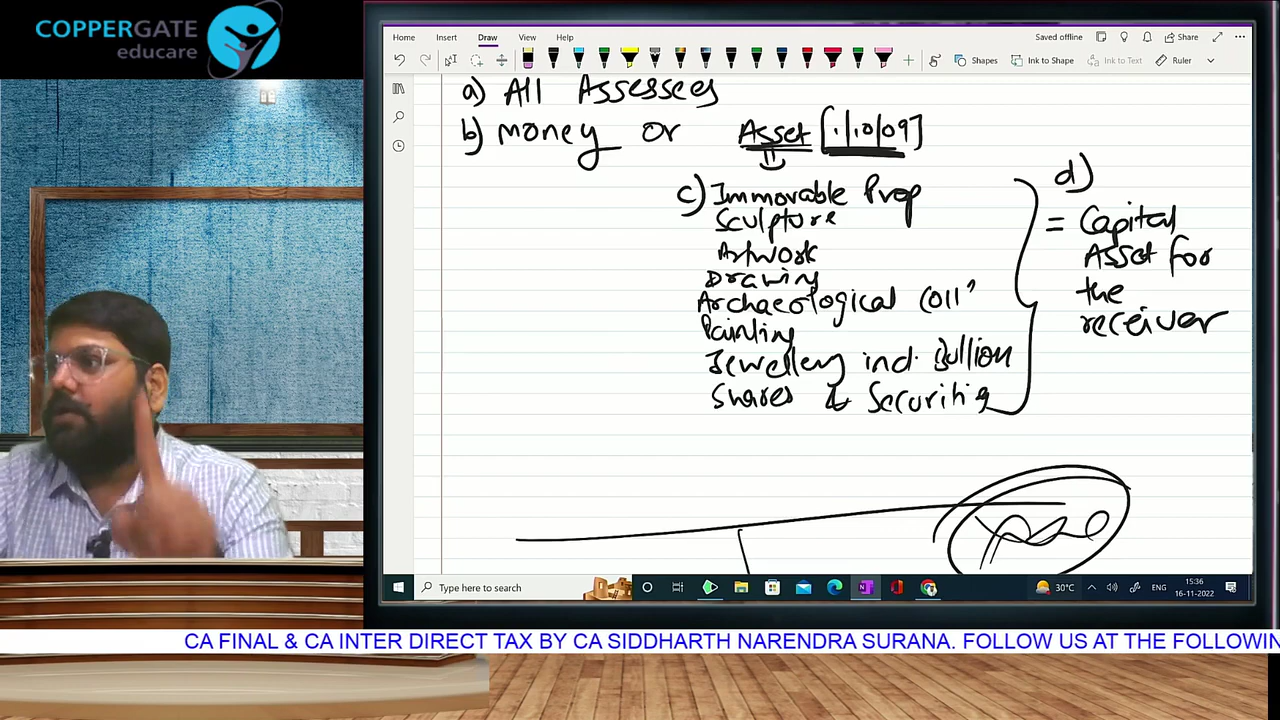 COPPERGATE
educare
Home Insert Draw View Help
Saved offline
Share
Shapes
Ink to Shape
Ink to Text
Ruler
a) All Assessees
b) money or Asset [1/10/09]
c) Immovable Prop
Sculpture
Artwork
Drawing
Archaeological Coll'
Painting
Jewellery incl. Bullion
Shares & Securities
d)
= Capital
Asset for
the
receiver
Type here to search
30°C
ENG
15:36
16-11-2022
CA FINAL & CA INTER DIRECT TAX BY CA SIDDHARTH NARENDRA SURANA. FOLLOW US AT THE FOLLOWIN